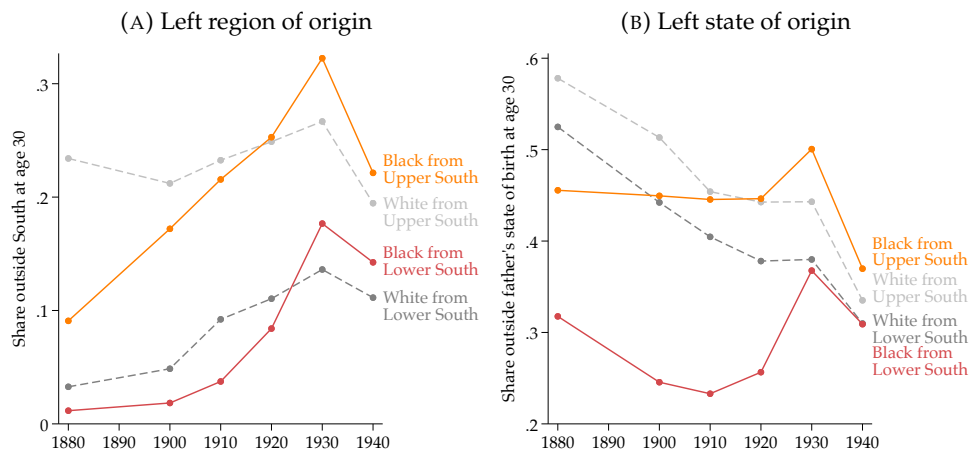 (A) Left region of origin
Share outside South at age 30
.3
.2
.1
0
1880 1890 1900 1910 1920 1930 1940
Black from
Upper South
White from
Upper South
Black from
Lower South
White from
Lower South
(B) Left state of origin
Share outside father's state of birth at age 30
.6
.5
.4
.3
.2
1880 1890 1900 1910 1920 1930 1940
Black from
Upper South
White from
Upper South
White from
Lower South
Black from
Lower South